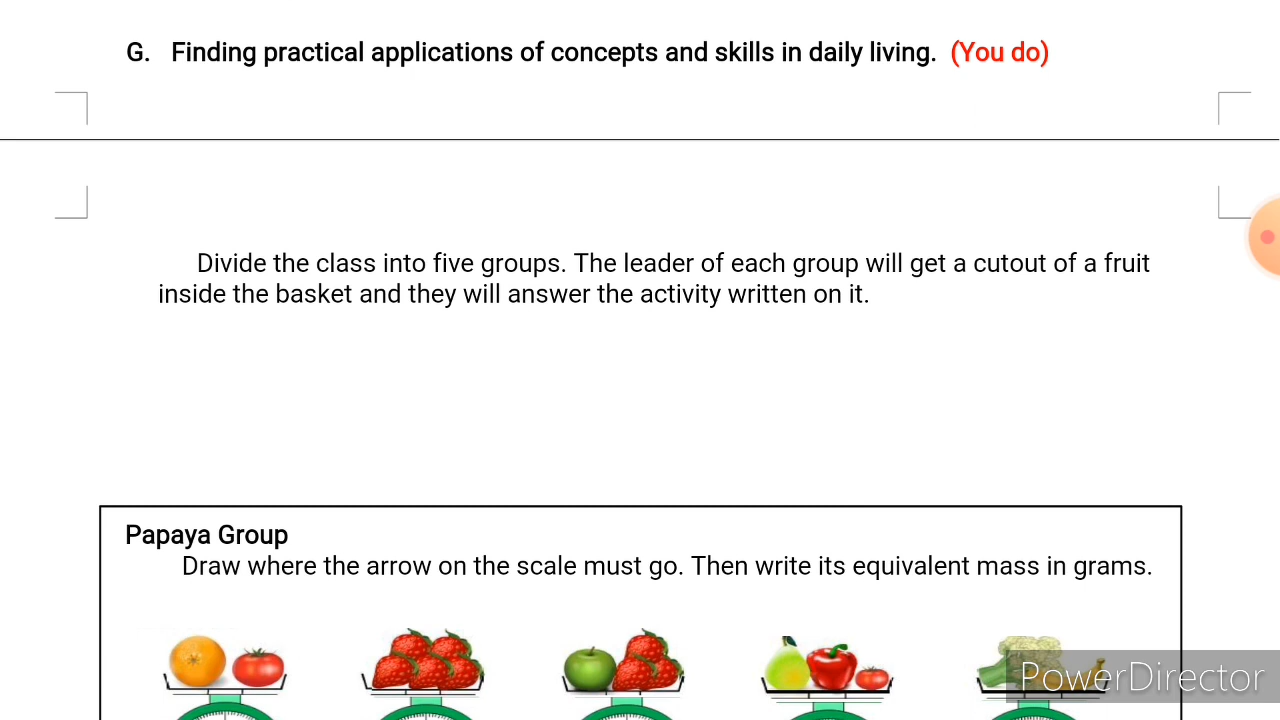 G. Finding practical applications of concepts and skills in daily living. (You do)
Divide the class into five groups. The leader of each group will get a cutout of a fruit
inside the basket and they will answer the activity written on it.
Papaya Group
Draw where the arrow on the scale must go. Then write its equivalent mass in grams.
PowerDirector